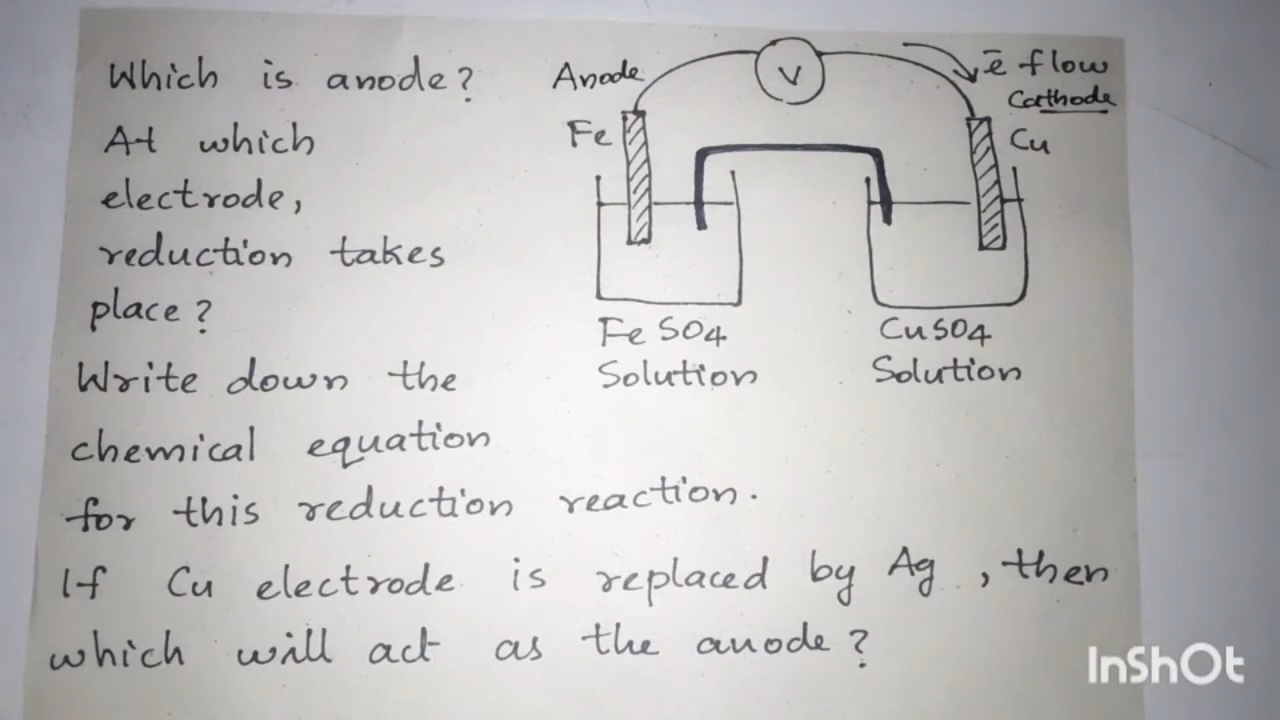 Which is anode?
At which
electrode,
reduction takes
place?
Write down the
chemical equation
for this reduction reaction.
If Cu electrode is replaced by Ag, then
which will act as the anode?
Anode
V
ē flow
Cathode
Fe
Cu
FeSO4
Solution
CuSO4
Solution
InShOt